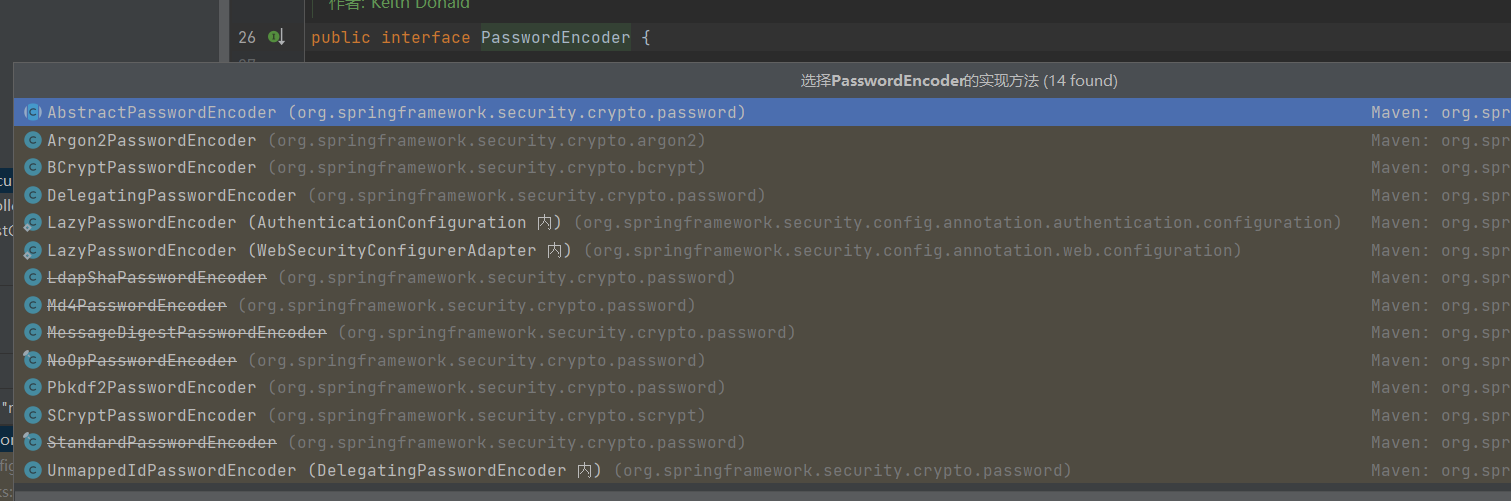 作者: Keith Donald
26 public interface PasswordEncoder {
选择PasswordEncoder的实现方法 (14 found)
AbstractPasswordEncoder (org.springframework.security.crypto.password) Maven: org.spr
Argon2PasswordEncoder (org.springframework.security.crypto.argon2) Maven: org.spr
BCryptPasswordEncoder (org.springframework.security.crypto.bcrypt) Maven: org.spr
DelegatingPasswordEncoder (org.springframework.security.crypto.password) Maven: org.spr
LazyPasswordEncoder (AuthenticationConfiguration 内) (org.springframework.security.config.annotation.authentication.configuration) Maven: org.spr
LazyPasswordEncoder (WebSecurityConfigurerAdapter 内) (org.springframework.security.config.annotation.web.configuration) Maven: org.spr
LdapShaPasswordEncoder (org.springframework.security.crypto.password) Maven: org.spr
Md4PasswordEncoder (org.springframework.security.crypto.password) Maven: org.spr
MessageDigestPasswordEncoder (org.springframework.security.crypto.password) Maven: org.spr
NoOpPasswordEncoder (org.springframework.security.crypto.password) Maven: org.spr
Pbkdf2PasswordEncoder (org.springframework.security.crypto.password) Maven: org.spr
SCryptPasswordEncoder (org.springframework.security.crypto.scrypt) Maven: org.spr
StandardPasswordEncoder (org.springframework.security.crypto.password) Maven: org.spr
UnmappedIdPasswordEncoder (DelegatingPasswordEncoder 内) (org.springframework.security.crypto.password) Maven: org.spr